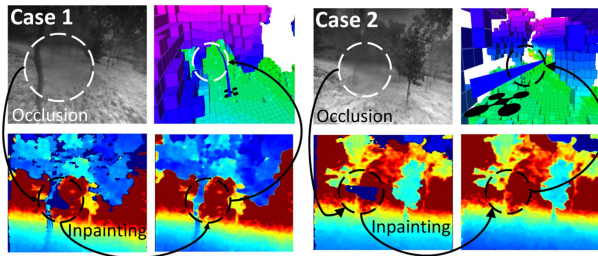 Case 1
Case 2
Occlusion
Occlusion
Inpainting
Inpainting